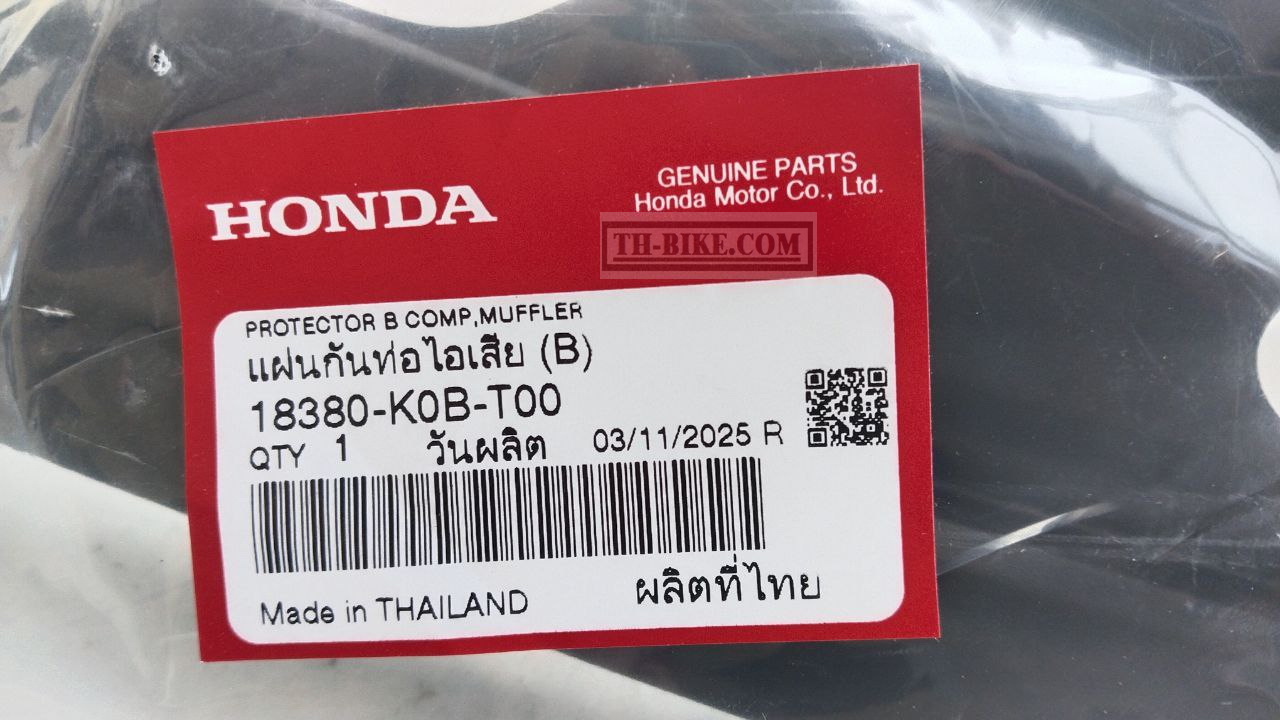 HONDA
GENUINE PARTS
Honda Motor Co., Ltd.
TH-BIKE.COM
PROTECTOR B COMP,MUFFLER
แผ่นกันท่อไอเสีย (B)
18380-K0B-T00
QTY 1 วันผลิต 03/11/2025 R
Made in THAILAND ผลิตที่ไทย